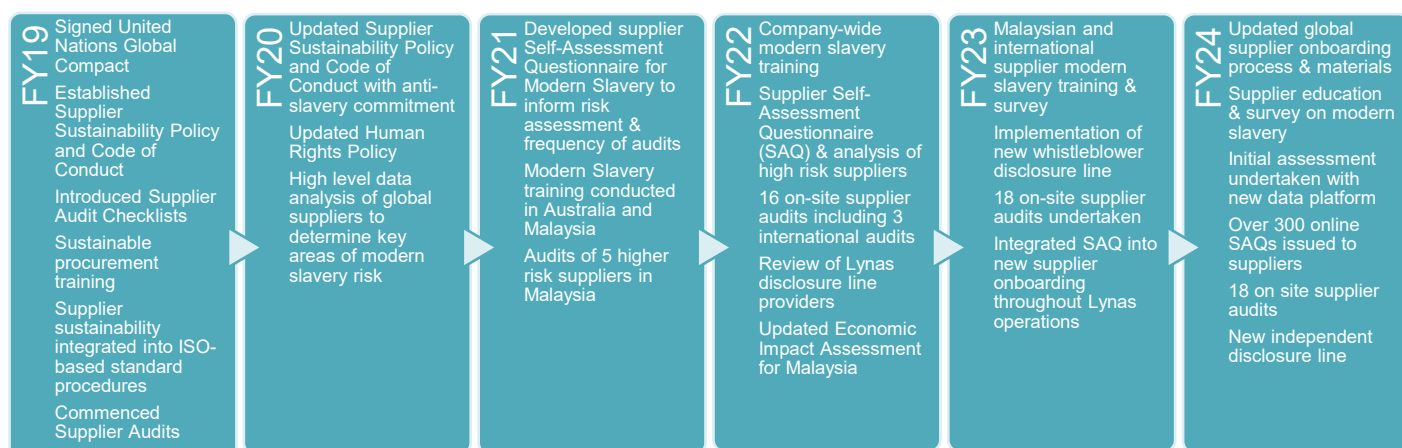 FY19
Signed United
Nations Global
Compact
Established
Supplier
Sustainability Policy
and Code of
Conduct
Introduced Supplier
Audit Checklists
Sustainable
procurement
training
Supplier
sustainability
integrated into ISO-
based standard
procedures
Commenced
Supplier Audits
FY20
Updated Supplier
Sustainability Policy
and Code of
Conduct with anti-
slavery commitment
Updated Human
Rights Policy
High level data
analysis of global
suppliers to
determine key
areas of modern
slavery risk
FY21
Developed supplier
Self-Assessment
Questionnaire for
Modern Slavery to
inform risk
assessment &
frequency of audits
Modern Slavery
training conducted
in Australia and
Malaysia
Audits of 5 higher
risk suppliers in
Malaysia
FY22
Company-wide
modern slavery
training
Supplier Self-
Assessment
Questionnaire
(SAQ) & analysis of
high risk suppliers
16 on-site supplier
audits including 3
international audits
Review of Lynas
disclosure line
providers
Updated Economic
Impact Assessment
for Malaysia
FY23
Malaysian and
international
supplier modern
slavery training &
survey
Implementation of
new whistleblower
disclosure line
18 on-site supplier
audits undertaken
Integrated SAQ into
new supplier
onboarding
throughout Lynas
operations
FY24
Updated global
supplier onboarding
process & materials
Supplier education
& survey on modern
slavery
Initial assessment
undertaken with
new data platform
Over 300 online
SAQs issued to
suppliers
18 on site supplier
audits
New independent
disclosure line